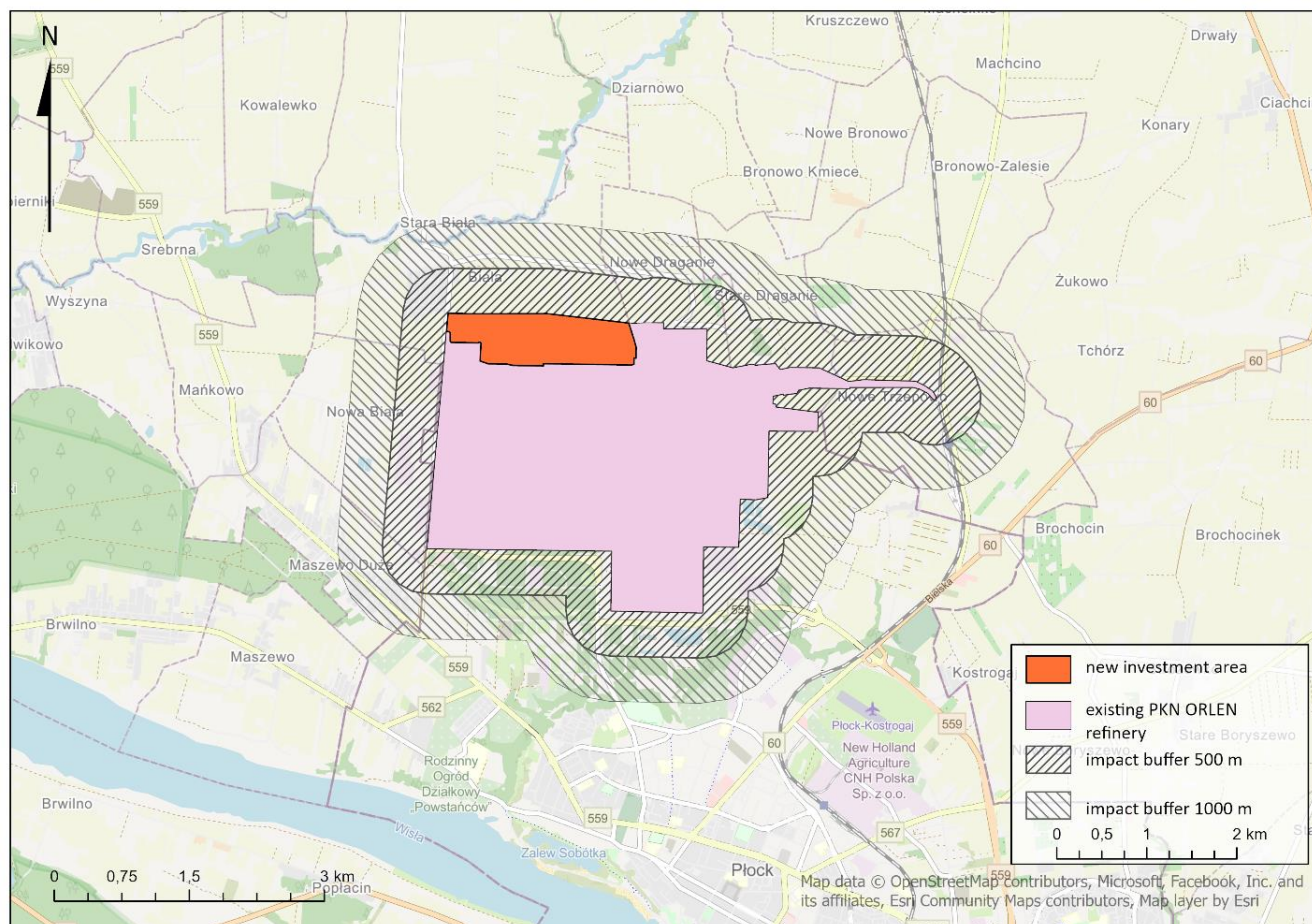 Kruszczewo
Drwały
N
559
Machcino
Dziarnowo
Kowalewko
Ciachci
Konary
Nowe Bronowo
Bronowo-Zalesie
Bronowo Kmiece
pierniki
559
Stara Biała
Srebrna
Nowe Draganie
Biała
Żukowo
Wyszyna
Stare Draganie
Tchórz
wikowo
60
Mańkowo
559
Nowe Trzepowo
60
Nowa Biała
Brochocin
Brochocinek
60
Maszewo Duże
Bielska
559
Brwilno
Maszewo
559
Kostrogaj
new investment area
562
Płock-Kostrogaj
559
existing PKN ORLEN
refinery
Stare Boryszewo
60
New Holland
Agriculture
CNH Polska
Sp. z o.o.
Rodzinny
Ogród
Działkowy
„Powstańców”
impact buffer 500 m
Brwilno
impact buffer 1000 m
559
567
Wisła
0 0,5 1 2 km
Zalew Sobótka
Płock
0 0,75 1,5 3 km
Popłacin
Map data © OpenStreetMap contributors, Microsoft, Facebook, Inc. and
its affiliates, Esri Community Maps contributors, Map layer by Esri